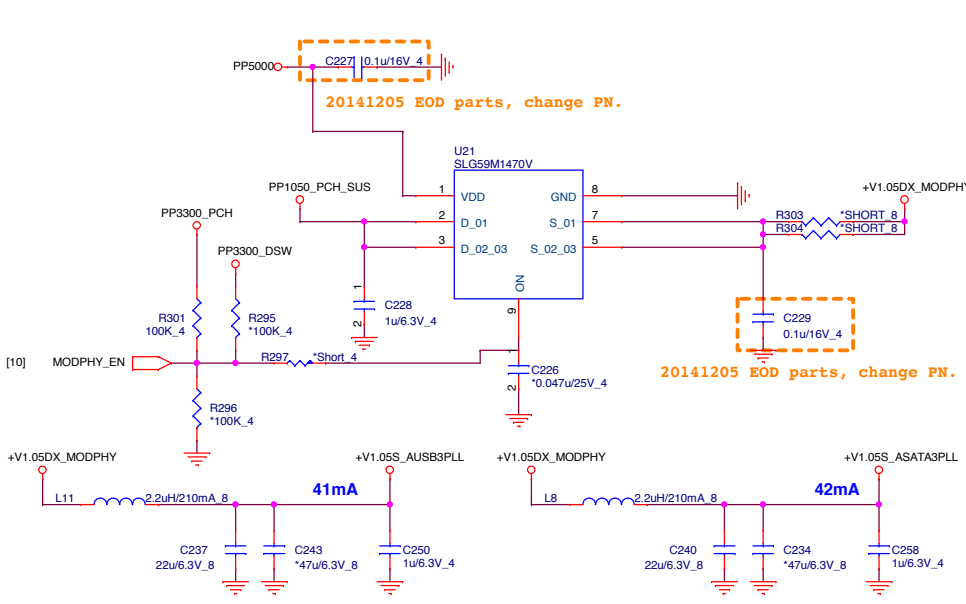 PP5000
C227
0.1u/16V_4
20141205 EOD parts, change PN.
U21
SLG59M1470V
PP1050_PCH_SUS
1
VDD
GND
8
+V1.05DX_MODPHY
2
D_01
S_01
7
R303
*SHORT_8
3
D_02_03
S_02_03
5
R304
*SHORT_8
PP3300_PCH
PP3300_DSW
ON
9
1
C228
2
1u/6.3V_4
C229
0.1u/16V_4
20141205 EOD parts, change PN.
R301
100K_4
R295
*100K_4
[10]
MODPHY_EN
R297
*Short_4
1
C226
2
*0.047u/25V_4
R296
*100K_4
+V1.05DX_MODPHY
+V1.05S_AUSB3PLL
L11
2.2uH/210mA_8
41mA
C237
22u/6.3V_8
C243
*47u/6.3V_8
C250
1u/6.3V_4
+V1.05DX_MODPHY
+V1.05S_ASATA3PLL
L8
2.2uH/210mA_8
42mA
C240
22u/6.3V_8
C234
*47u/6.3V_8
C258
1u/6.3V_4